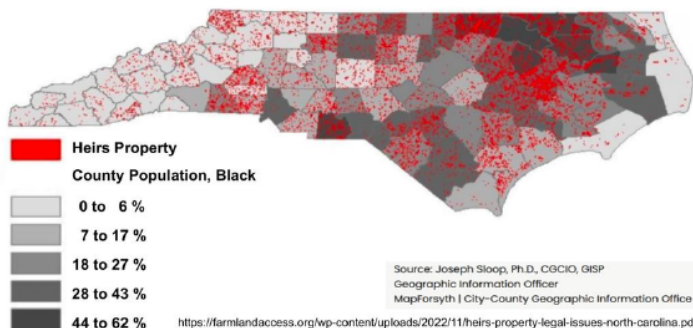 Heirs Property
County Population, Black
0 to 6 %
7 to 17 %
18 to 27 %
28 to 43 %
44 to 62 %
Source: Joseph Sloop, Ph.D., CGCIO, GISP
Geographic Information Officer
MapForsyth | City-County Geographic Information Office
https://farmlandaccess.org/wp-content/uploads/2022/11/heirs-property-legal-issues-north-carolina.pd